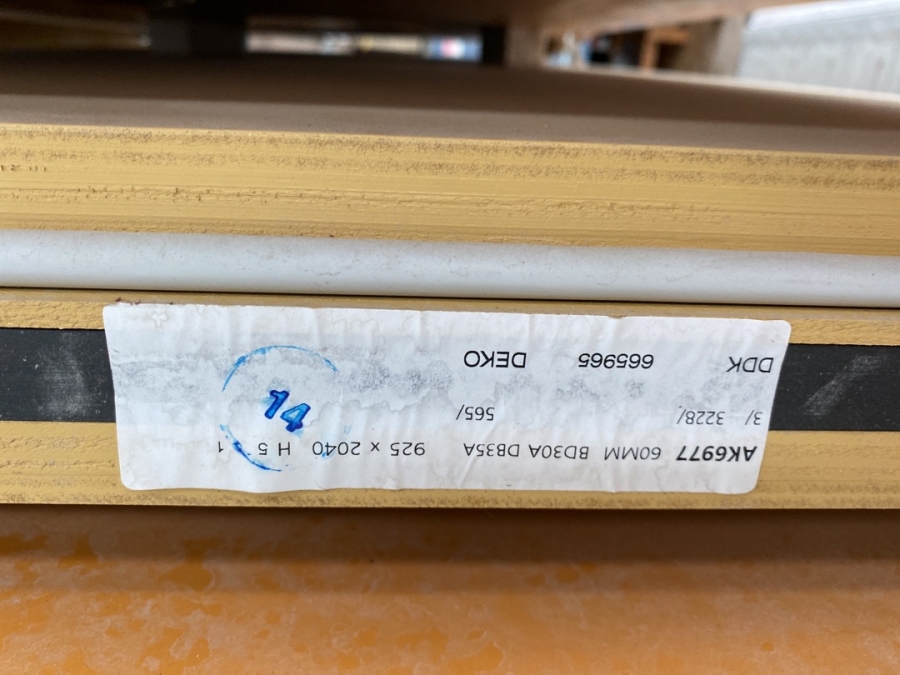 AK6977 60MM BD30A DB35A 925 x 2040 H 5 1
3/ 3228/ 565/
DDK 665965 DEKO
14